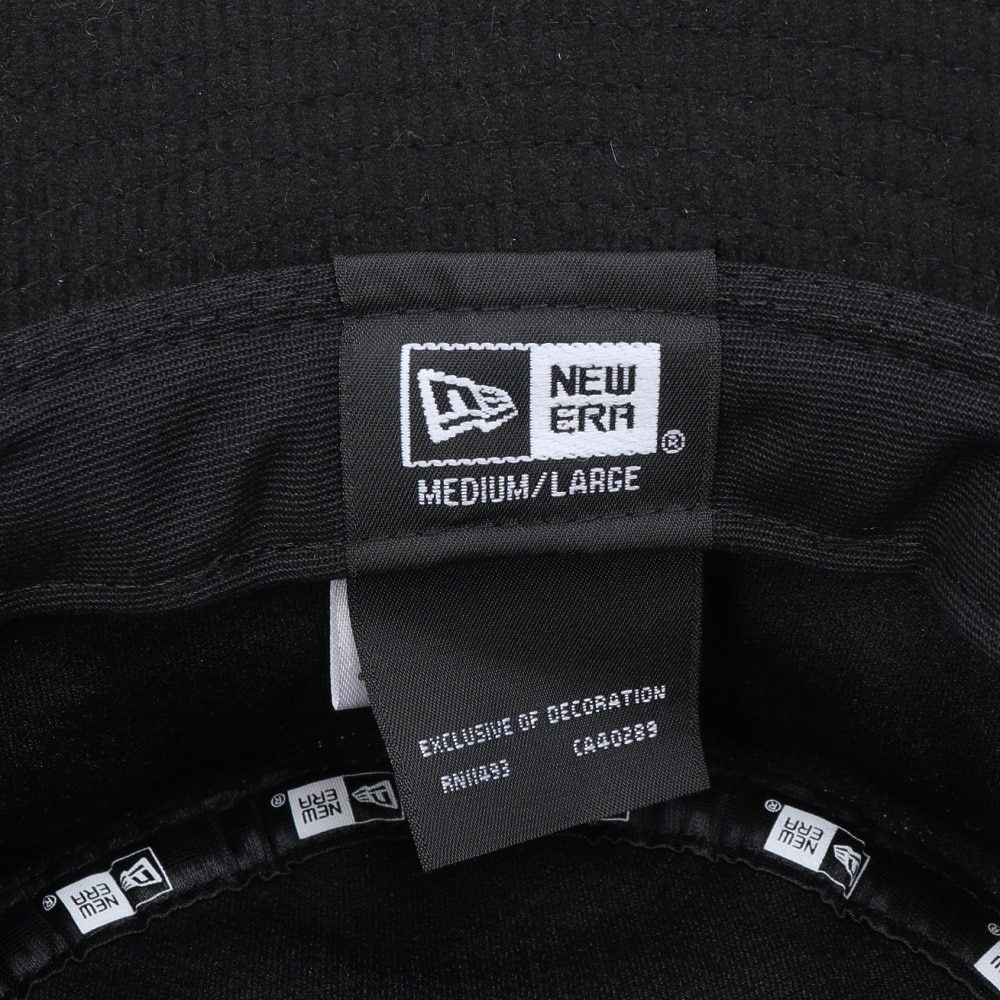 NEW
ERA
®
MEDIUM/LARGE
EXCLUSIVE OF DECORATION
RN11493
CA40289
® NEW
ERA
® NEW
ERA
® NEW
ERA